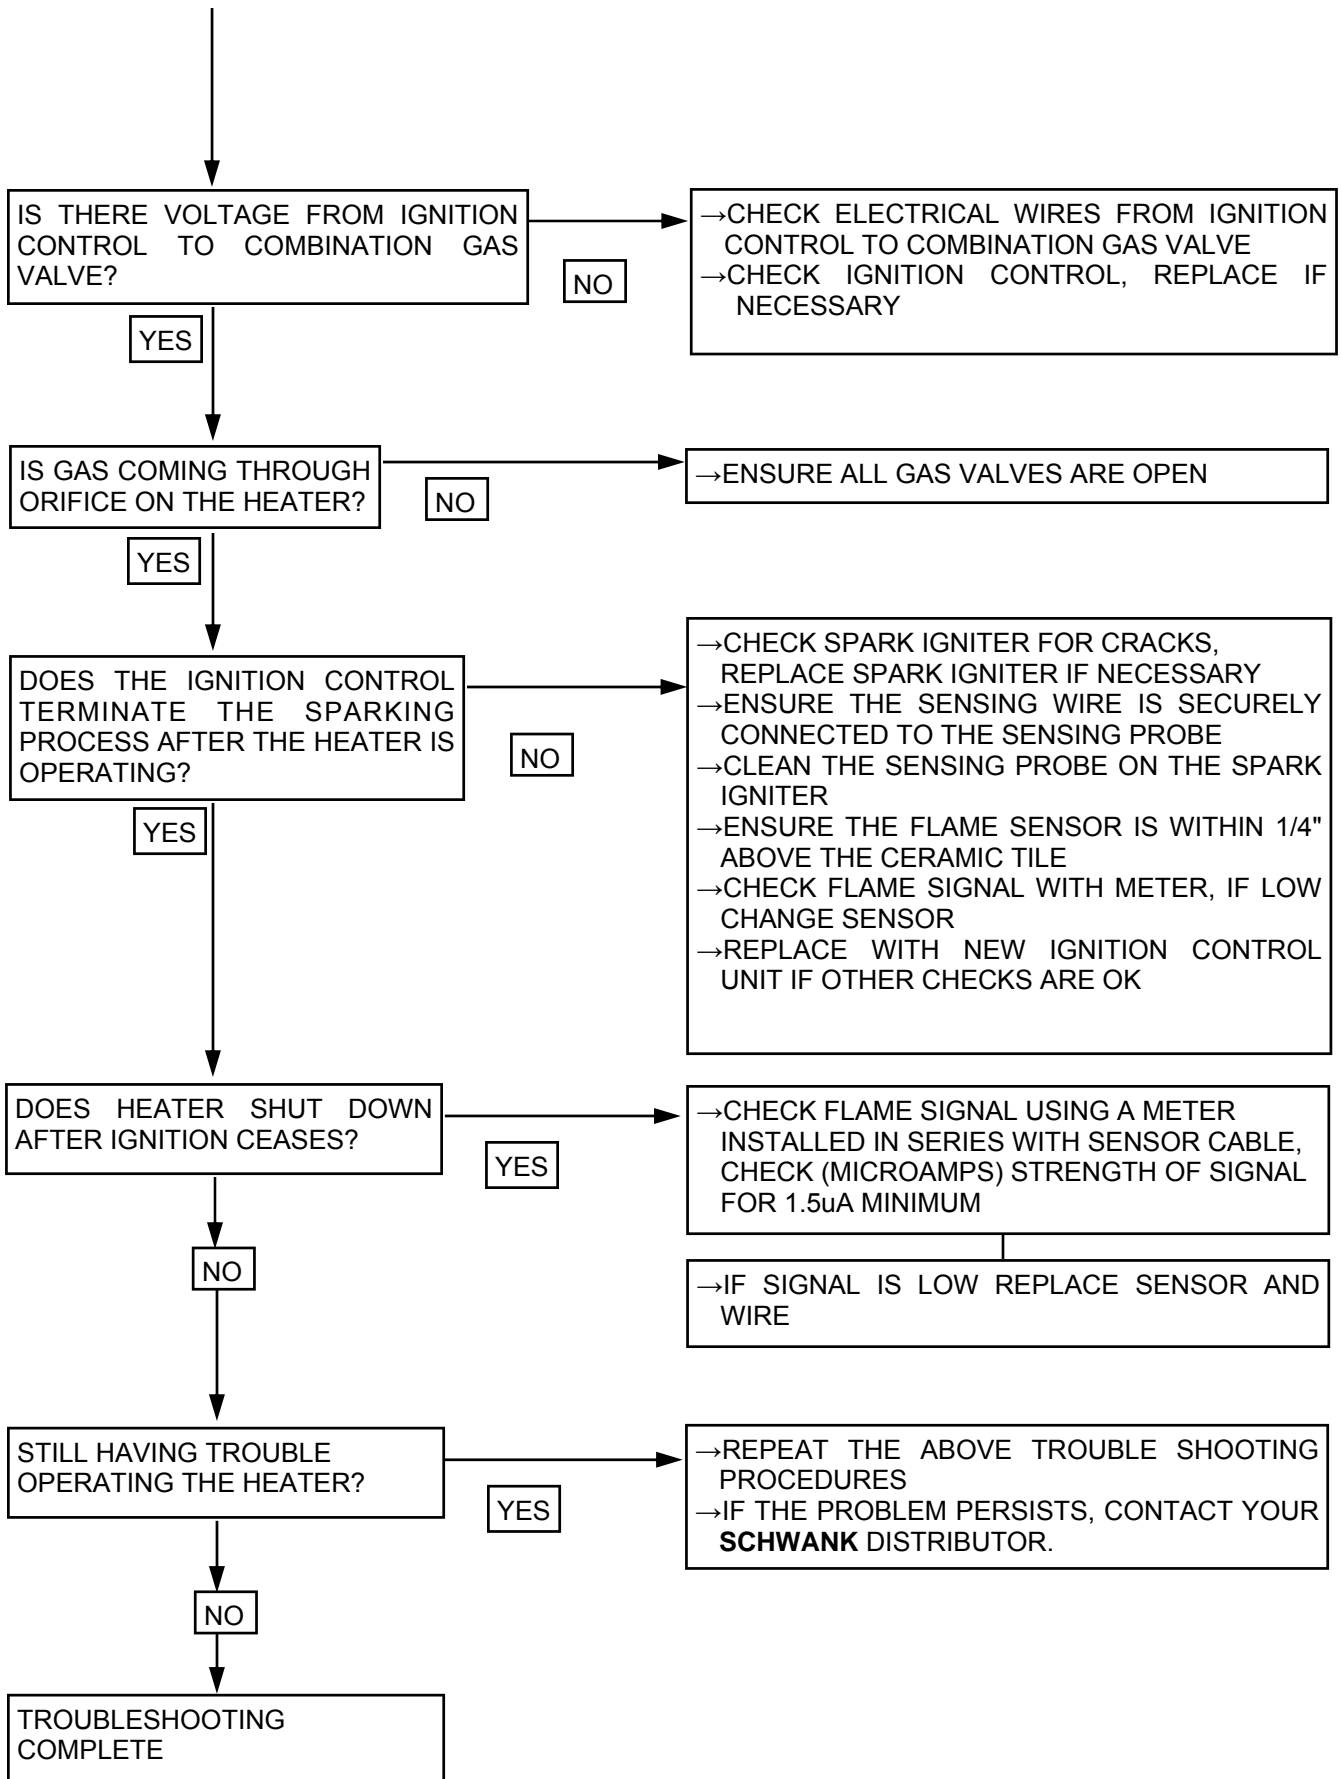 IS THERE VOLTAGE FROM IGNITION
CONTROL TO COMBINATION GAS
VALVE?
NO
→CHECK ELECTRICAL WIRES FROM IGNITION
CONTROL TO COMBINATION GAS VALVE
→CHECK IGNITION CONTROL, REPLACE IF
NECESSARY
YES
IS GAS COMING THROUGH
ORIFICE ON THE HEATER?
NO
→ENSURE ALL GAS VALVES ARE OPEN
YES
DOES THE IGNITION CONTROL
TERMINATE THE SPARKING
PROCESS AFTER THE HEATER IS
OPERATING?
NO
→CHECK SPARK IGNITER FOR CRACKS,
REPLACE SPARK IGNITER IF NECESSARY
→ENSURE THE SENSING WIRE IS SECURELY
CONNECTED TO THE SENSING PROBE
→CLEAN THE SENSING PROBE ON THE SPARK
IGNITER
→ENSURE THE FLAME SENSOR IS WITHIN 1/4"
ABOVE THE CERAMIC TILE
→CHECK FLAME SIGNAL WITH METER, IF LOW
CHANGE SENSOR
→REPLACE WITH NEW IGNITION CONTROL
UNIT IF OTHER CHECKS ARE OK
YES
DOES HEATER SHUT DOWN
AFTER IGNITION CEASES?
YES
→CHECK FLAME SIGNAL USING A METER
INSTALLED IN SERIES WITH SENSOR CABLE,
CHECK (MICROAMPS) STRENGTH OF SIGNAL
FOR 1.5uA MINIMUM
→IF SIGNAL IS LOW REPLACE SENSOR AND
WIRE
NO
STILL HAVING TROUBLE
OPERATING THE HEATER?
YES
→REPEAT THE ABOVE TROUBLE SHOOTING
PROCEDURES
→IF THE PROBLEM PERSISTS, CONTACT YOUR
SCHWANK DISTRIBUTOR.
NO
TROUBLESHOOTING
COMPLETE